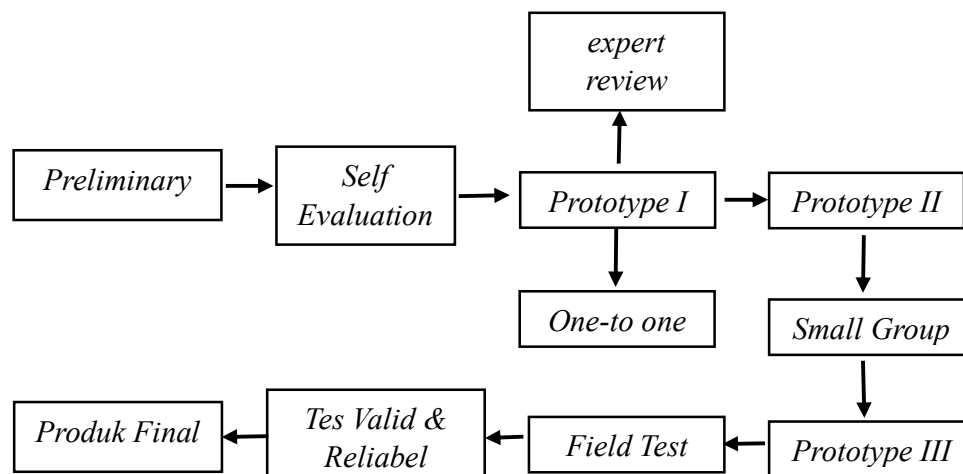 expert
review
Preliminary
Self
Evaluation
Prototype I
Prototype II
One-to one
Small Group
Produk Final
Tes Valid &
Reliabel
Field Test
Prototype III